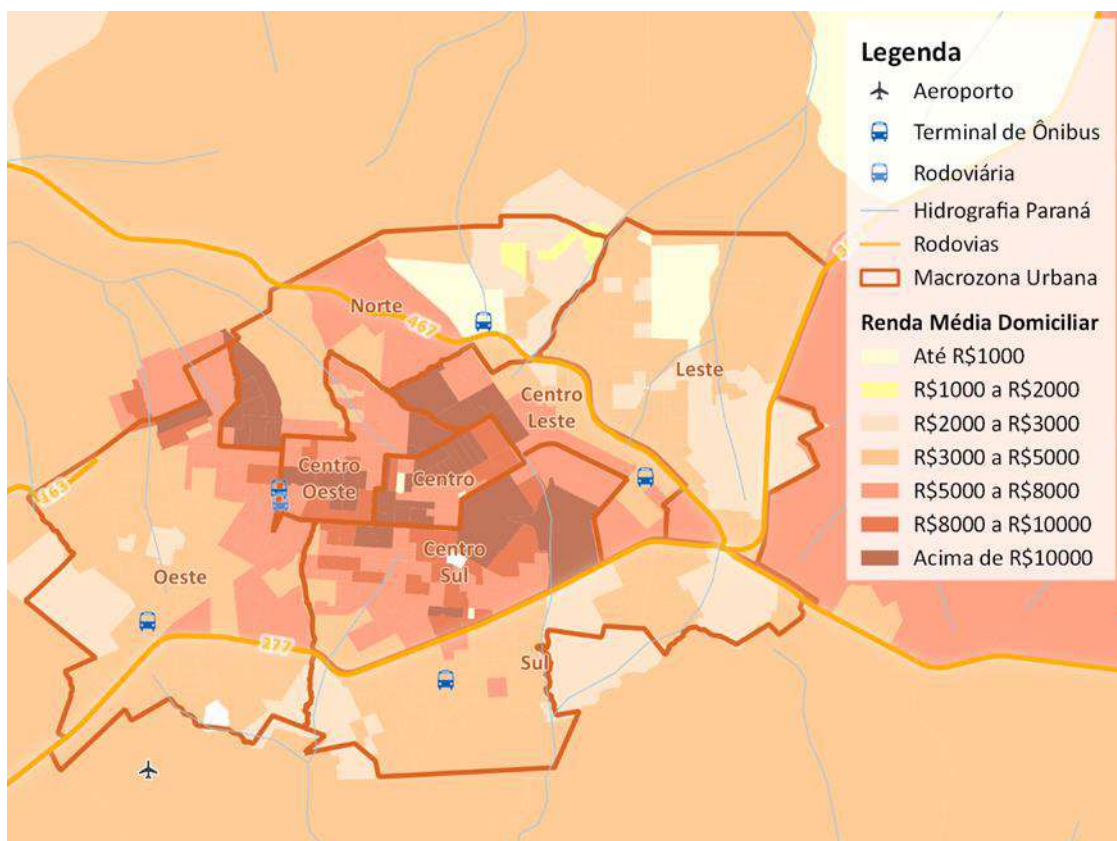 Legenda
Aeroporto
Terminal de Ônibus
Rodoviária
Hidrografia Paraná
Rodovias
Macrozona Urbana
Renda Média Domiciliar
Até R$1000
R$1000 a R$2000
R$2000 a R$3000
R$3000 a R$5000
R$5000 a R$8000
R$8000 a R$10000
Acima de R$10000
Norte
467
Leste
Centro
Leste
Centro
Oeste
Centro
163
Centro
Sul
Oeste
277
Sul